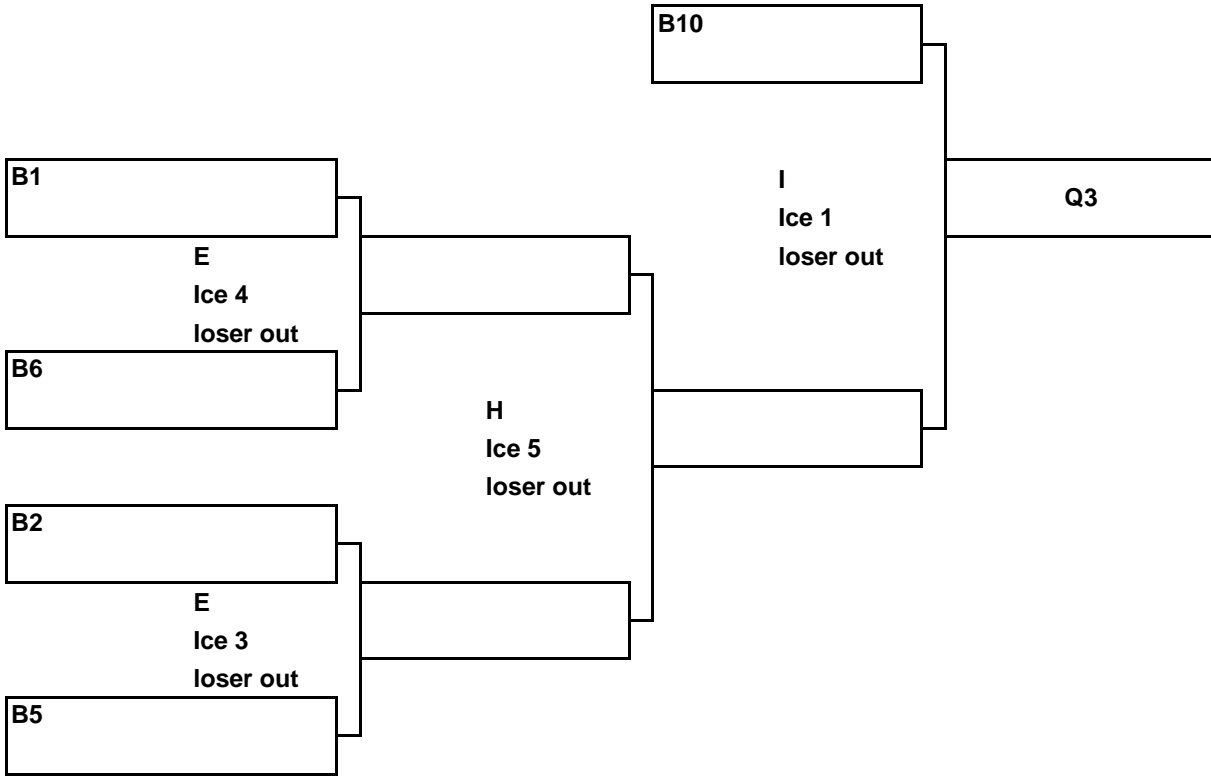 B10
B1
I
Ice 1
loser out
Q3
E
Ice 4
loser out
B6
H
Ice 5
loser out
B2
E
Ice 3
loser out
B5